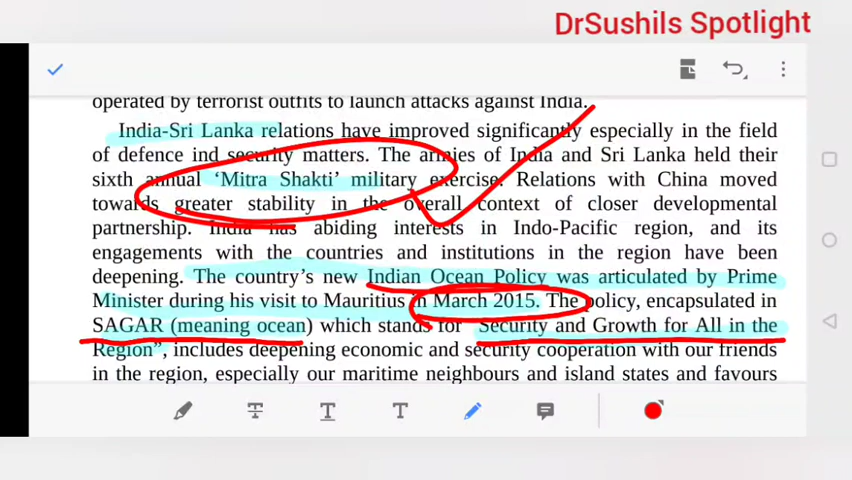 DrSushils Spotlight
operated by terrorist outfits to launch attacks against India.
India-Sri Lanka relations have improved significantly especially in the field
of defence ind security matters. The armies of India and Sri Lanka held their
sixth annual ‘Mitra Shakti’ military exercise. Relations with China moved
towards greater stability in the overall context of closer developmental
partnership. India has abiding interests in Indo-Pacific region, and its
engagements with the countries and institutions in the region have been
deepening. The country’s new Indian Ocean Policy was articulated by Prime
Minister during his visit to Mauritius in March 2015. The policy, encapsulated in
SAGAR (meaning ocean) which stands for “Security and Growth for All in the
Region”, includes deepening economic and security cooperation with our friends
in the region, especially our maritime neighbours and island states and favours